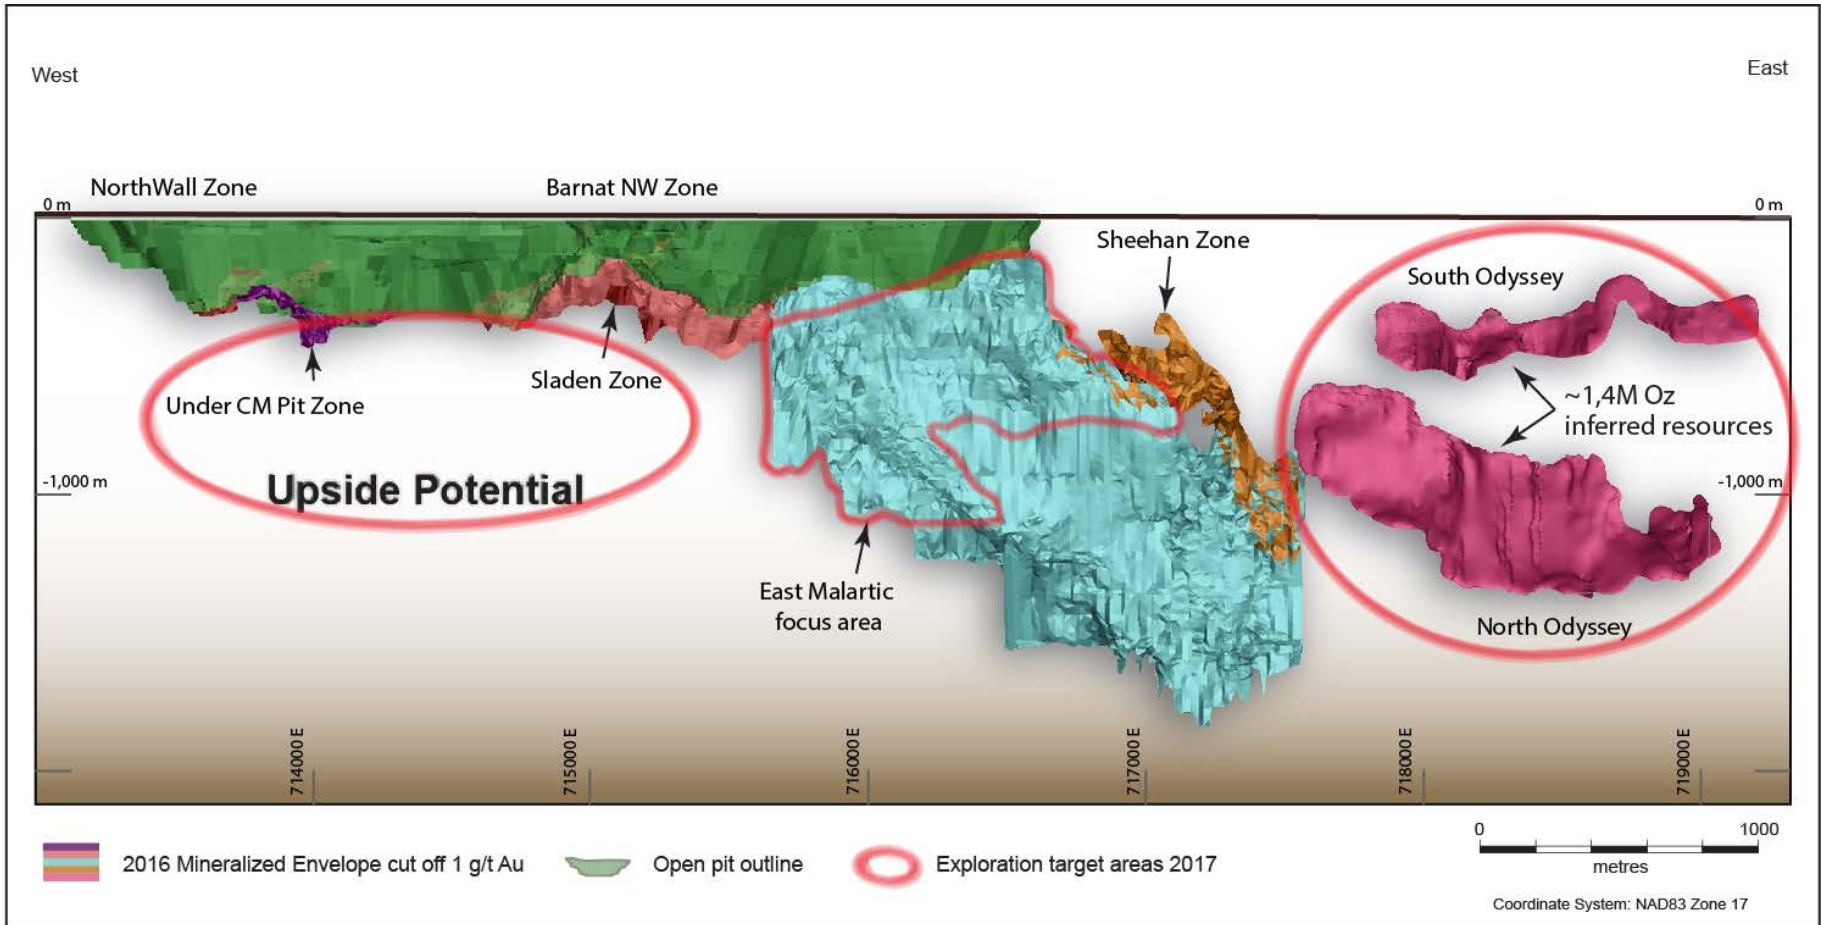 West
East
NorthWall Zone
Barnat NW Zone
0 m
0 m
Sheehan Zone
South Odyssey
Sladen Zone
Under CM Pit Zone
~1,4M Oz
inferred resources
-1,000 m
Upside Potential
-1,000 m
East Malartic
focus area
North Odyssey
714000 E
715000 E
716000 E
717000 E
718000 E
719000 E
2016 Mineralized Envelope cut off 1 g/t Au
Open pit outline
Exploration target areas 2017
0
1000
metres
Coordinate System: NAD83 Zone 17